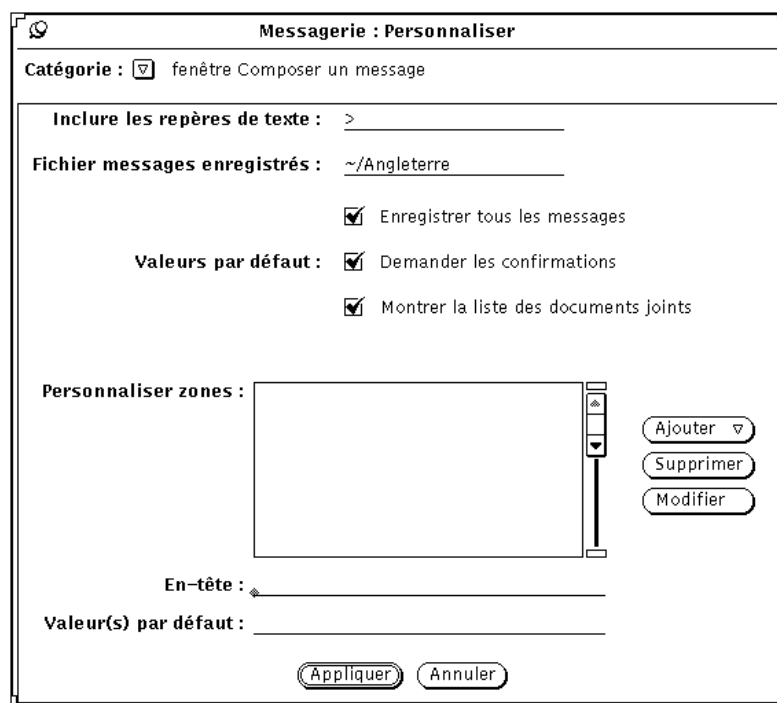 Messagerie : Personnaliser
Catégorie : fenêtre Composer un message
Inclure les repères de texte : >
Fichier messages enregistrés : ~/Angleterre
Enregistrer tous les messages
Valeurs par défaut : Demander les confirmations
Montrer la liste des documents joints
Personnaliser zones :
Ajouter
Supprimer
Modifier
En-tête :
Valeur(s) par défaut :
Appliquer Annuler